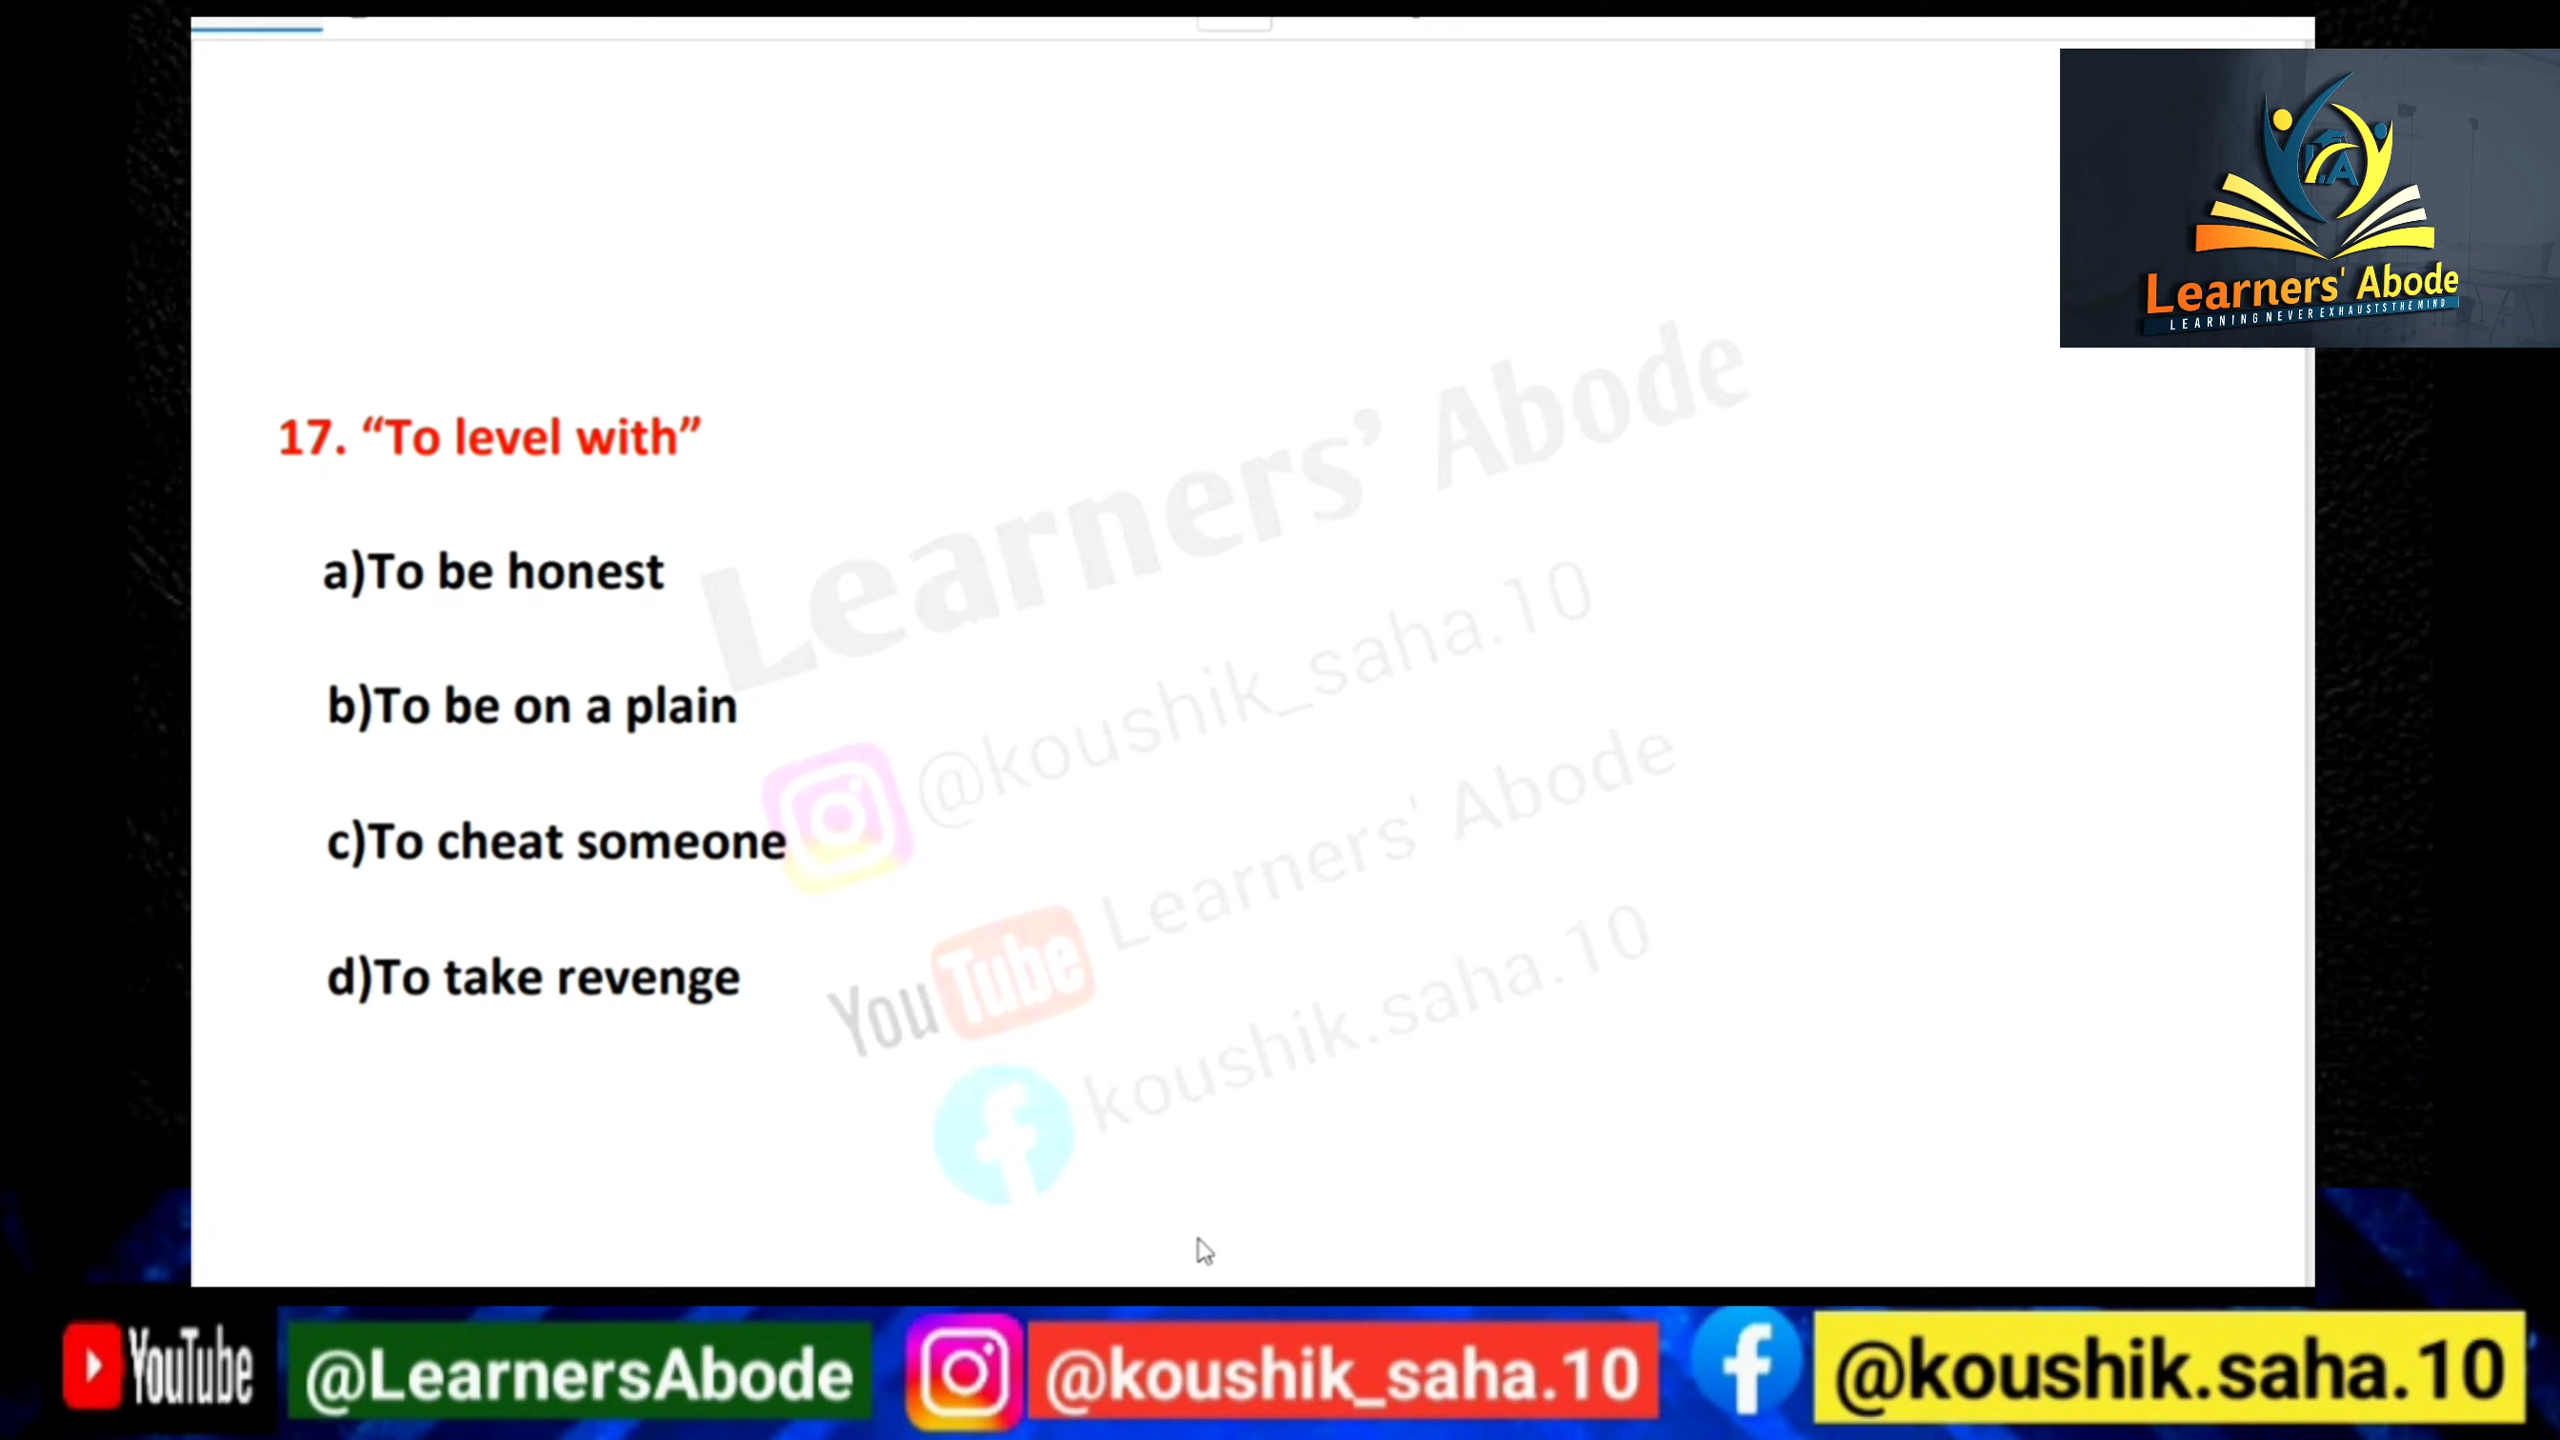 Learners' Abode
LEARNING NEVER EXHAUSTS THE MIND
17. “To level with”
a)To be honest
b)To be on a plain
c)To cheat someone
d)To take revenge
Learners’ Abode
@koushik_saha.10
YouTube Learners' Abode
koushik.saha.10
YouTube @LearnersAbode @koushik_saha.10 @koushik.saha.10